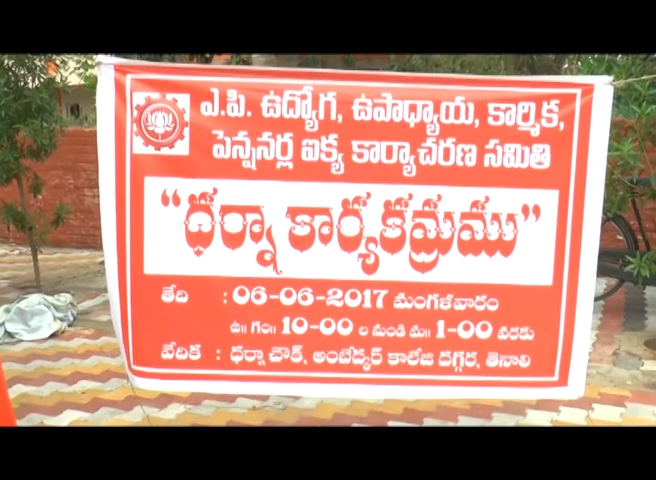 ఎ.పి. ఉద్యోగ, ఉపాధ్యాయ, కార్మిక,
పెన్షనర్ల ఐక్య కార్యాచరణ సమితి
“ధర్నా కార్యక్రమము”
తేది : 06-06-2017 మంగళవారం
ఉ॥ గం॥ 10-00 ల నుండి మ॥ 1-00 వరకు
వేదిక : ధర్నాచౌక్, అంబేద్కర్ కాలేజి దగ్గర, తెనాలి